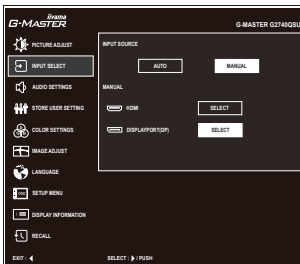 iiyama
G-MASTER
G-MASTER G2740QSU
PICTURE ADJUST
INPUT SELECT
AUDIO SETTINGS
STORE USER SETTING
COLOR SETTINGS
IMAGE ADJUST
LANGUAGE
OSD
SETUP MENU
DISPLAY INFORMATION
RECALL
INPUT SOURCE
AUTO
MANUAL
MANUAL
HDMI
SELECT
DISPLAYPORT(DP)
SELECT
EXIT :
SELECT : / PUSH